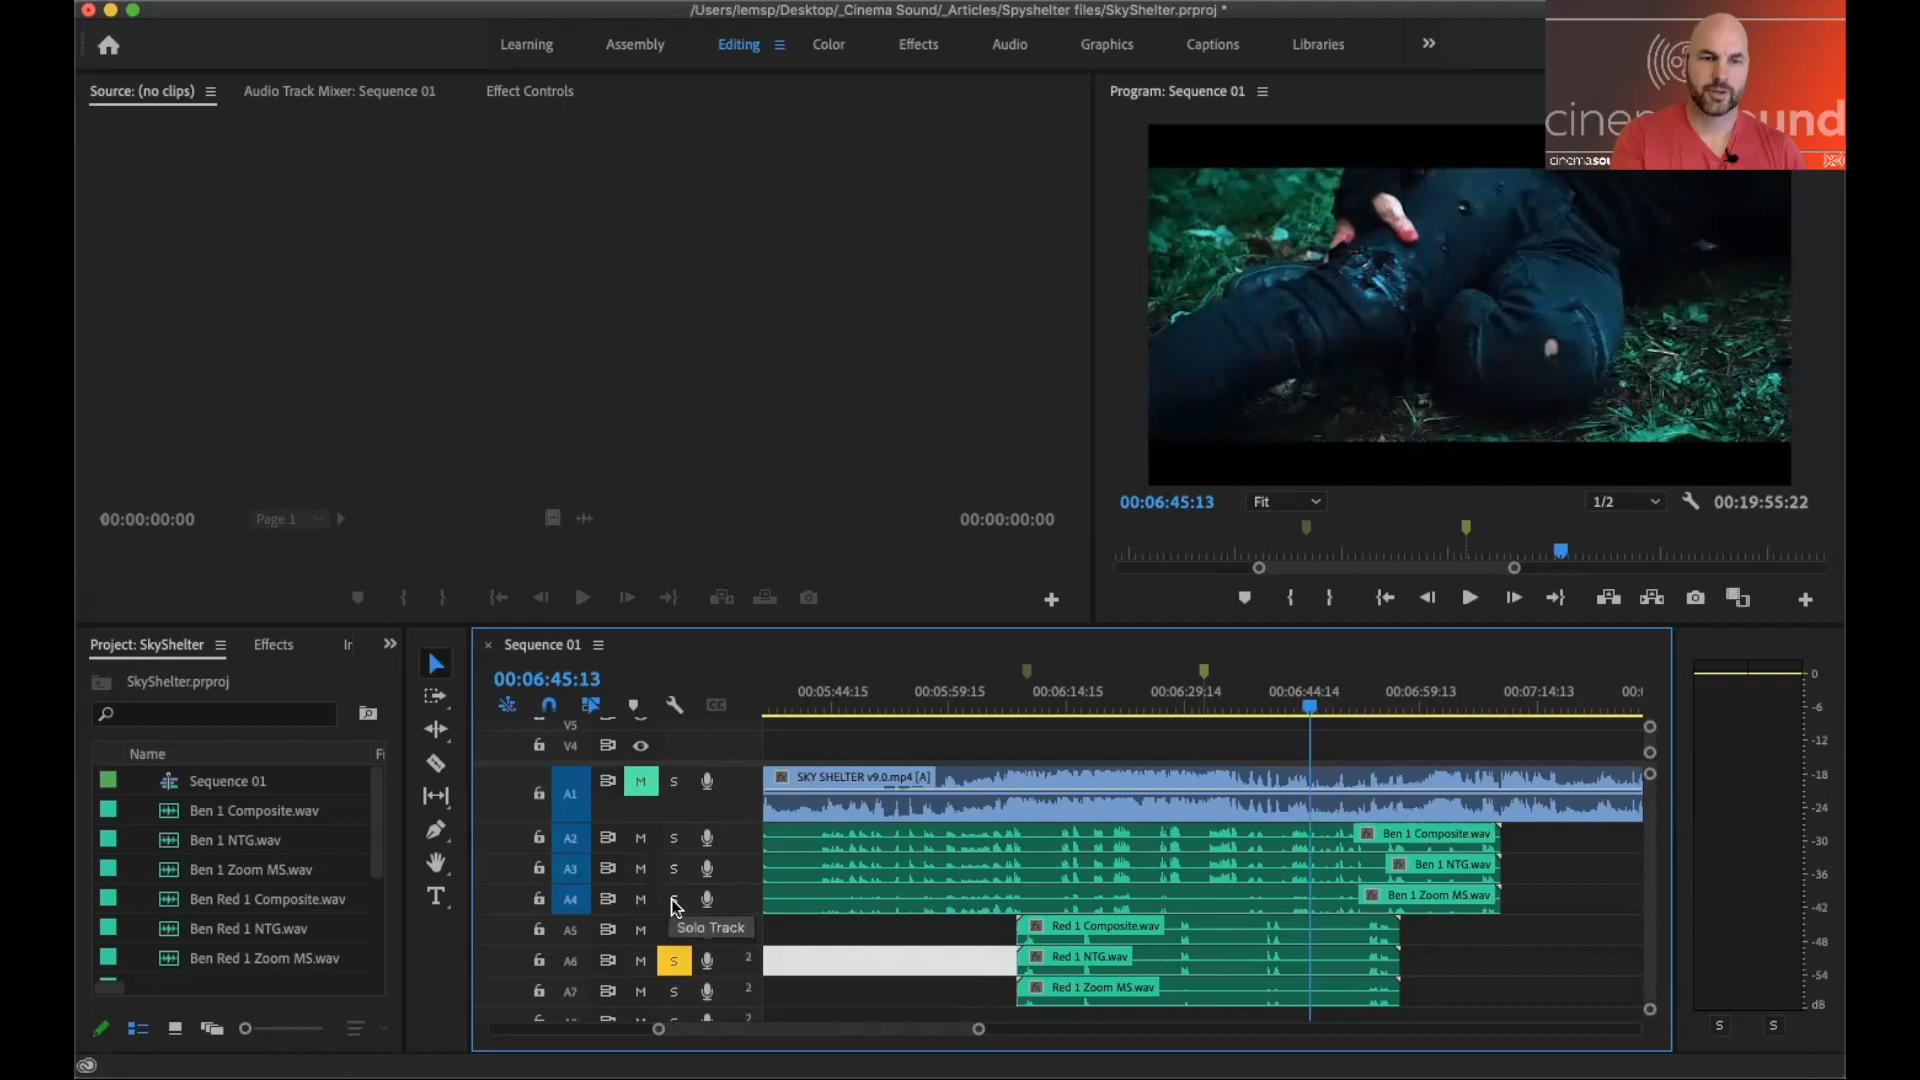 /Users/lemsp/Desktop/_Cinema Sound/_Articles/Spyshelter files/SkyShelter.prproj *
Learning Assembly Editing Color Effects Audio Graphics Captions Libraries
Source: (no clips) Audio Track Mixer: Sequence 01 Effect Controls
Program: Sequence 01
00:00:00:00 Page 1 00:00:00:00
00:06:45:13 Fit 1/2 00:19:55:22
Project: SkyShelter Effects In
SkyShelter.prproj
Name
Sequence 01
Ben 1 Composite.wav
Ben 1 NTG.wav
Ben 1 Zoom MS.wav
Ben Red 1 Composite.wav
Ben Red 1 NTG.wav
Ben Red 1 Zoom MS.wav
Sequence 01
00:06:45:13
00:05:44:15 00:05:59:15 00:06:14:15 00:06:29:14 00:06:44:14 00:06:59:13 00:07:14:13
V5
V4
A1 M S SKY SHELTER v9.0.mp4 [A]
A2 M S Ben 1 Composite.wav
A3 M S Ben 1 NTG.wav
A4 M S Ben 1 Zoom MS.wav
Solo Track
A5 M Red 1 Composite.wav
A6 M S 2 Red 1 NTG.wav
A7 M S 2 Red 1 Zoom MS.wav
2
0
-6
-12
-18
-24
-30
-36
-42
-48
-54
dB
S S